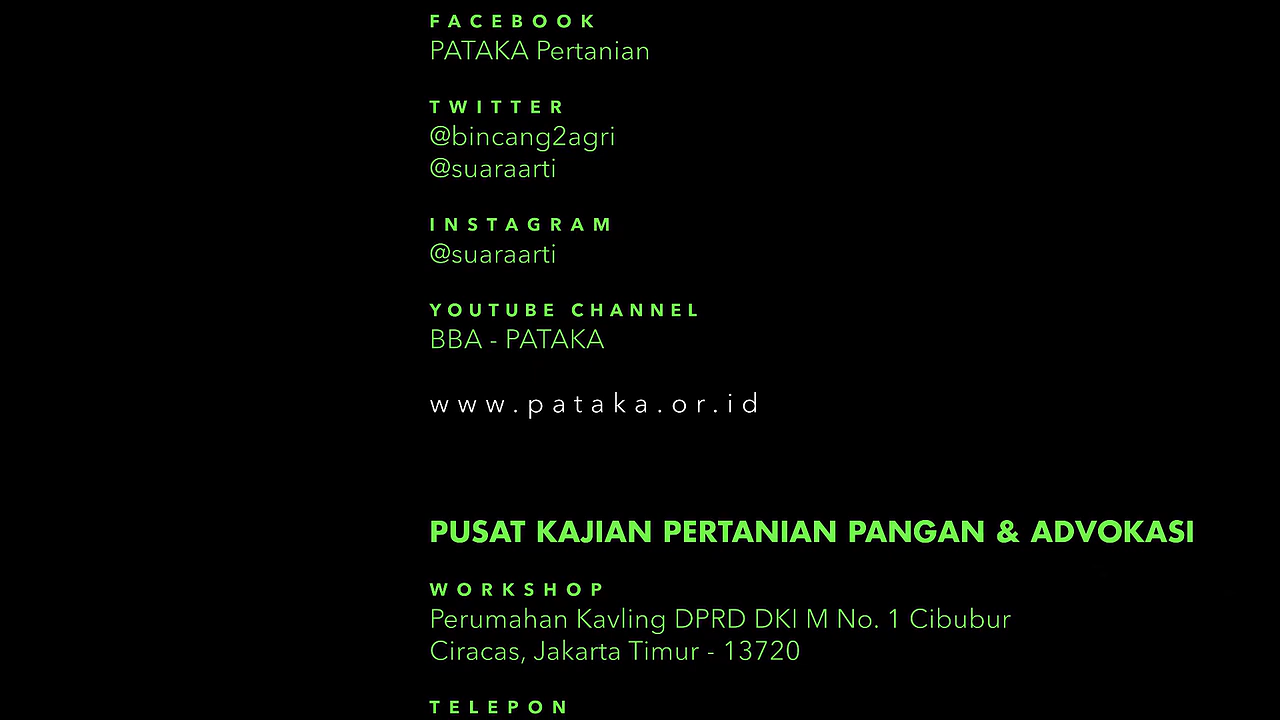 FACEBOOK
PATAKA Pertanian
TWITTER
@bincang2agri
@suaraarti
INSTAGRAM
@suaraarti
YOUTUBE CHANNEL
BBA - PATAKA
www.pataka.or.id
PUSAT KAJIAN PERTANIAN PANGAN & ADVOKASI
WORKSHOP
Perumahan Kavling DPRD DKI M No. 1 Cibubur
Ciracas, Jakarta Timur - 13720
TELEPON